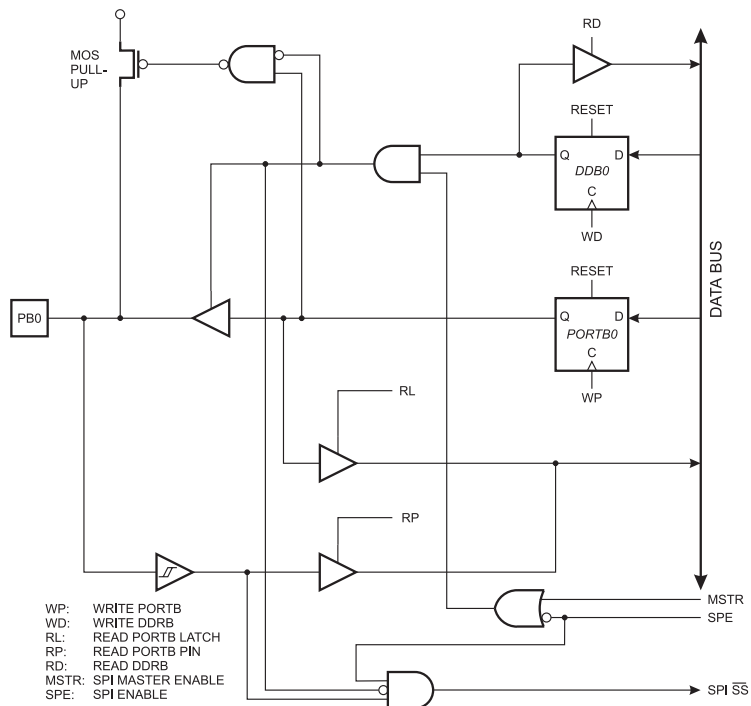 RD
MOS
PULL-
UP
RESET
Q
D
DDB0
C
WD
RESET
DATA BUS
PB0
Q
D
PORTB0
C
WP
RL
RP
WP: WRITE PORTB
WD: WRITE DDRB
RL: READ PORTB LATCH
RP: READ PORTB PIN
RD: READ DDRB
MSTR: SPI MASTER ENABLE
SPE: SPI ENABLE
MSTR
SPE
SPI S̅S̅